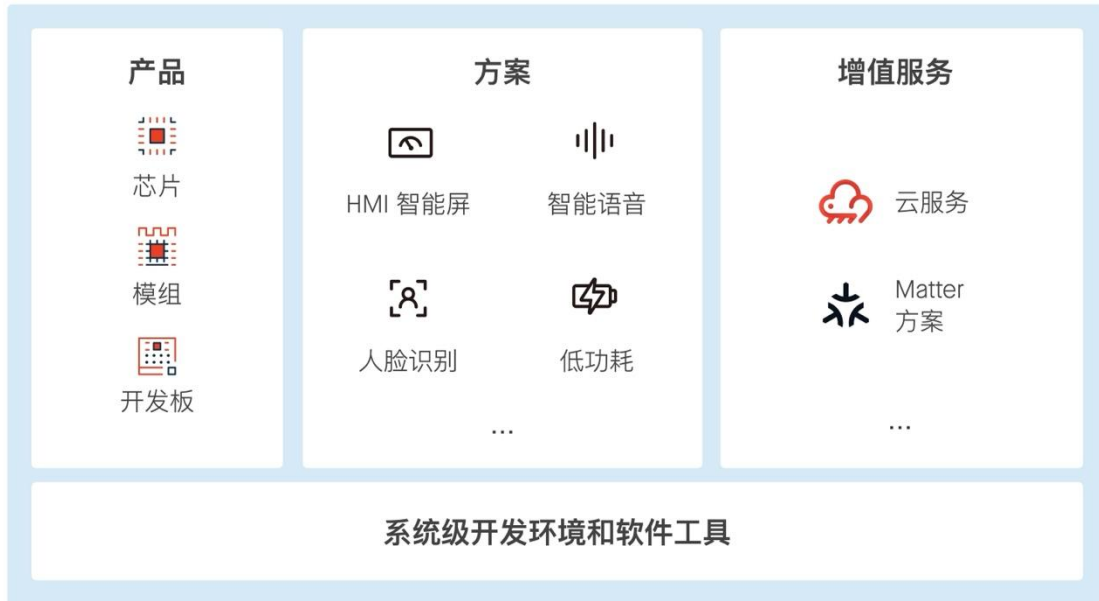 产品
芯片
模组
开发板
方案
HMI 智能屏
智能语音
人脸识别
低功耗
...
增值服务
云服务
Matter
方案
...
系统级开发环境和软件工具